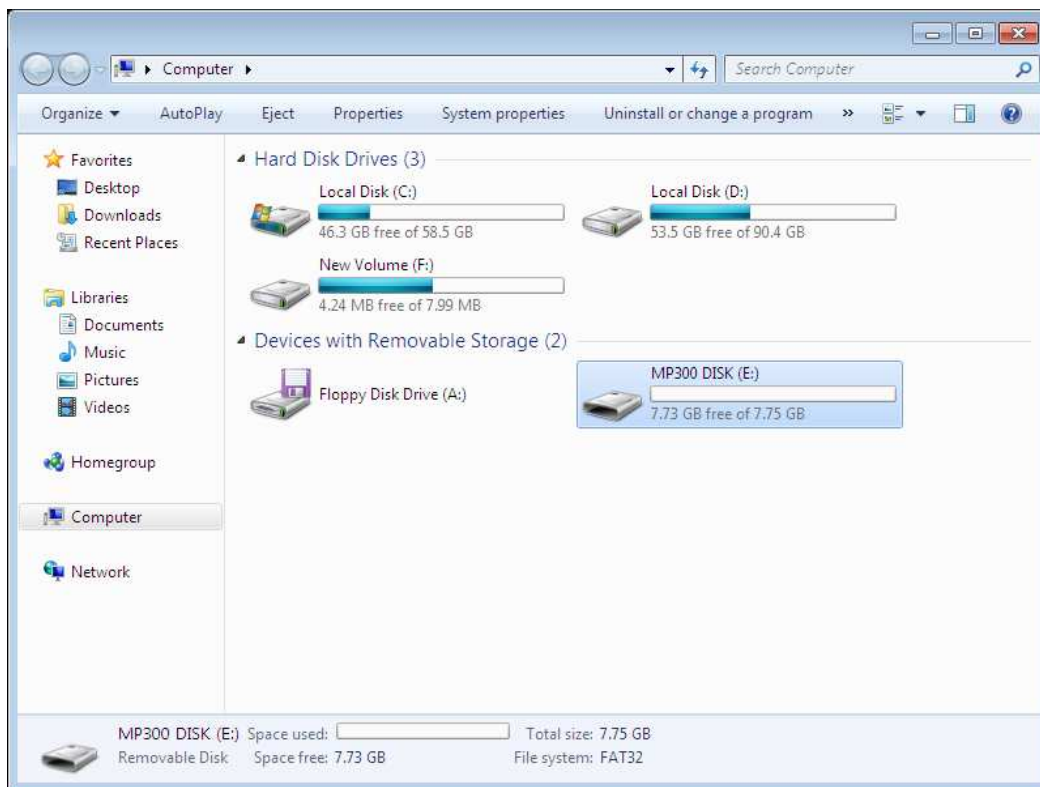 Computer
Search Computer
Organize AutoPlay Eject Properties System properties Uninstall or change a program »
Favorites
Desktop
Downloads
Recent Places
Libraries
Documents
Music
Pictures
Videos
Homegroup
Computer
Network
Hard Disk Drives (3)
Local Disk (C:)
46.3 GB free of 58.5 GB
Local Disk (D:)
53.5 GB free of 90.4 GB
New Volume (F:)
4.24 MB free of 7.99 MB
Devices with Removable Storage (2)
Floppy Disk Drive (A:)
MP300 DISK (E:)
7.73 GB free of 7.75 GB
MP300 DISK (E:) Space used: Total size: 7.75 GB
Removable Disk Space free: 7.73 GB File system: FAT32